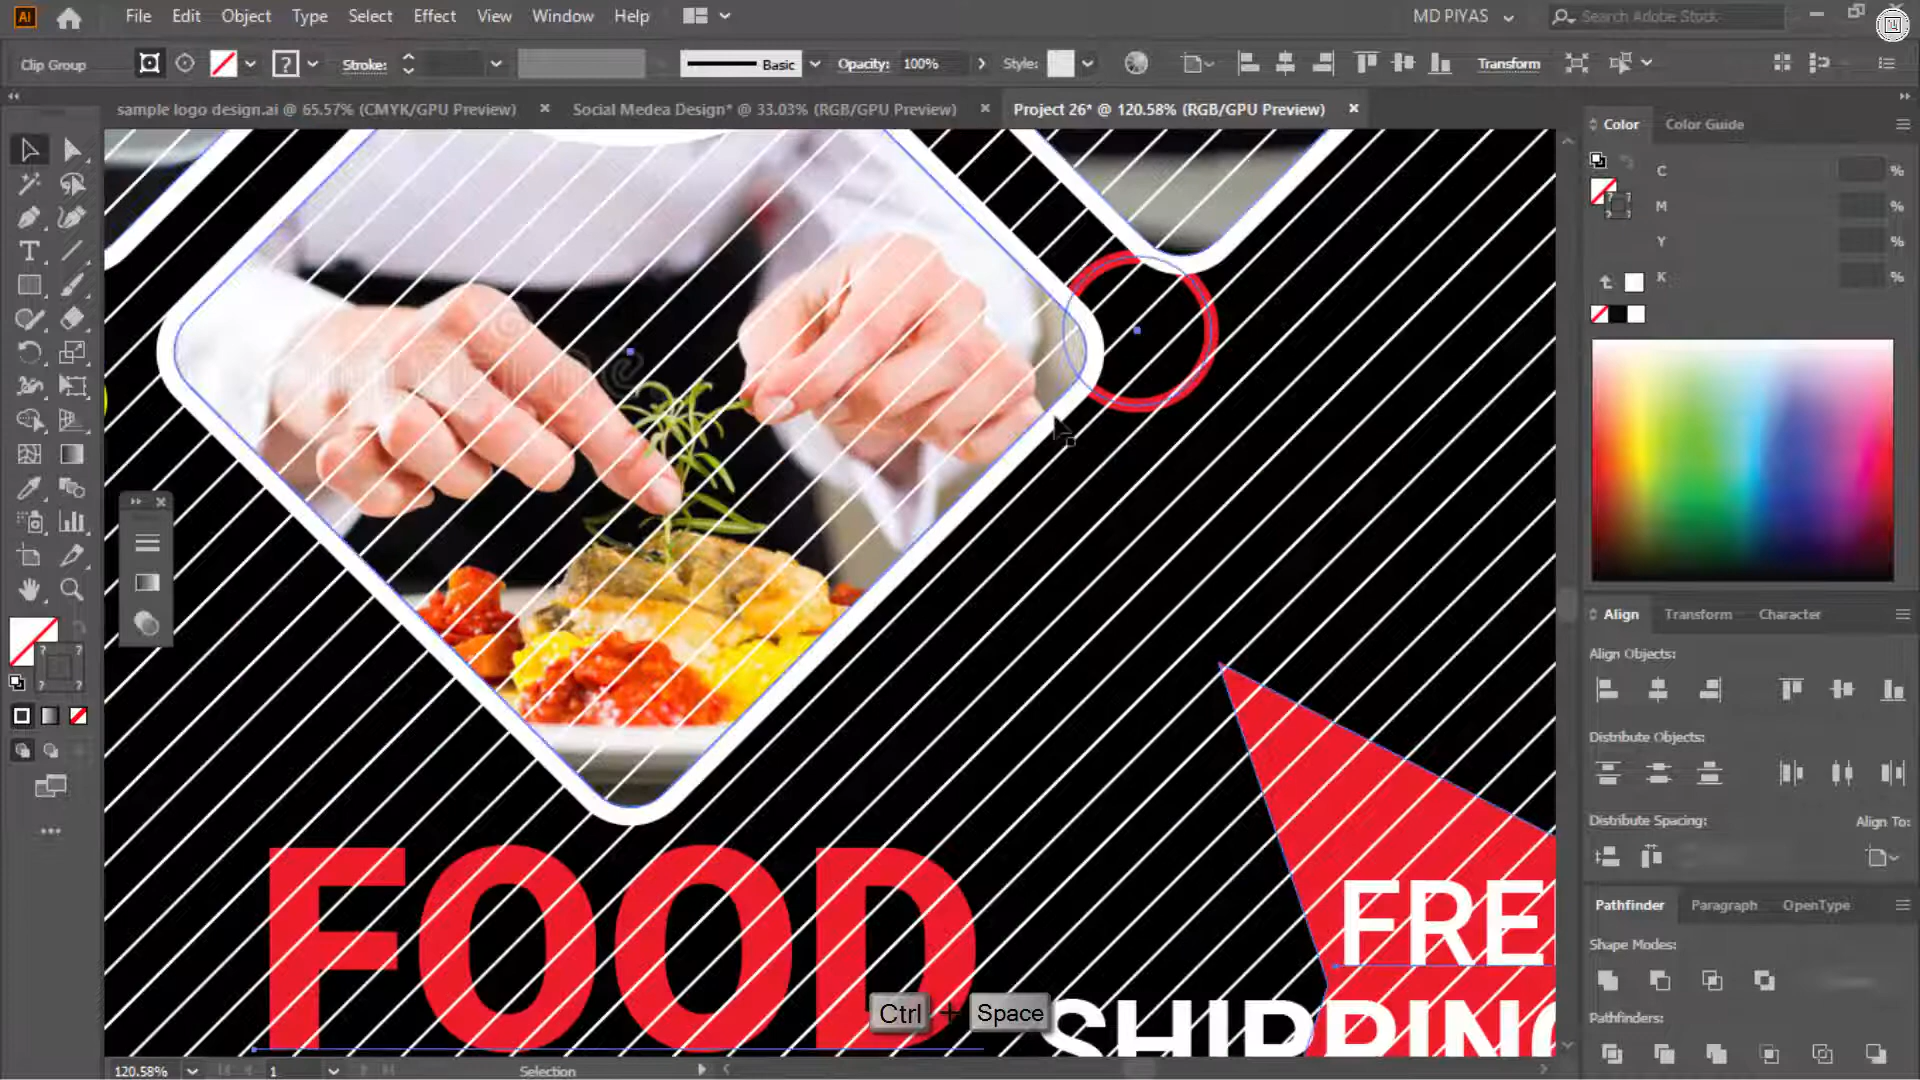 Ai File Edit Object Type Select Effect View Window Help MD PIYAS Search Adobe Stock
Clip Group Stroke: Basic Opacity: 100% Style: Transform
sample logo design.ai @ 65.57% (CMYK/GPU Preview) Social Medea Design* @ 33.03% (RGB/GPU Preview) Project 26* @ 120.58% (RGB/GPU Preview)
Color Color Guide
C %
M %
Y %
K %
Align Transform Character
Align Objects:
Distribute Objects:
Distribute Spacing: Align To:
Pathfinder Paragraph OpenType
Shape Modes:
Pathfinders:
FOOD
FREE
SHIPPING
Ctrl + Space
120.58% 1 Selection